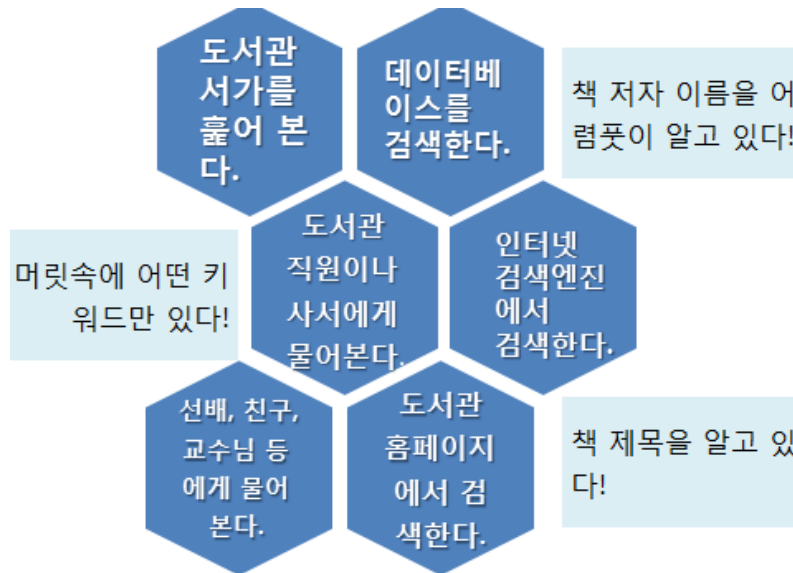 도서관
서가를
훑어 본
다.
데이터베
이스를
검색한다.
책 저자 이름을 어
렴풋이 알고 있다!
머릿속에 어떤 키
워드만 있다!
도서관
직원이나
사서에게
물어본다.
인터넷
검색엔진
에서
검색한다.
선배, 친구,
교수님 등
에게 물어
본다.
도서관
홈페이지
에서 검
색한다.
책 제목을 알고 있
다!